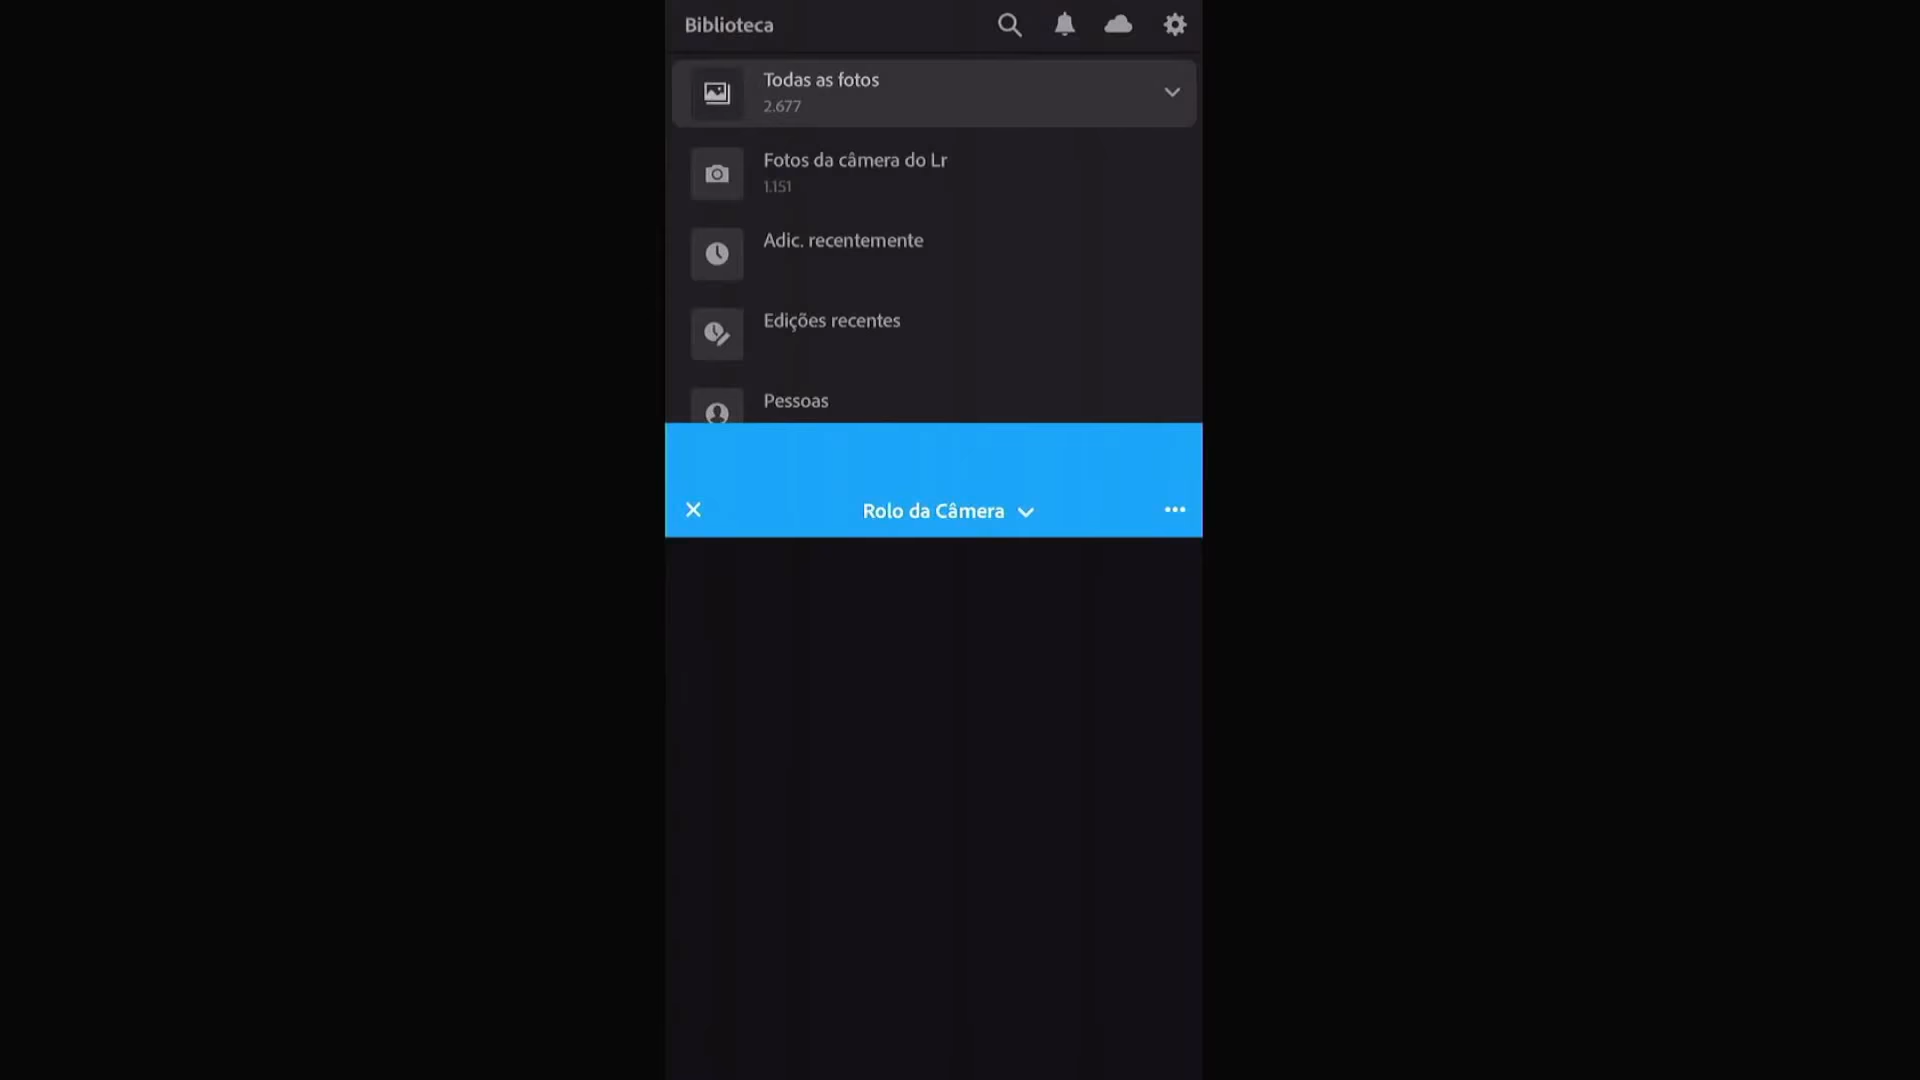 Biblioteca
Todas as fotos
2.677
Fotos da câmera do Lr
1.151
Adic. recentemente
Edições recentes
Pessoas
Rolo da Câmera